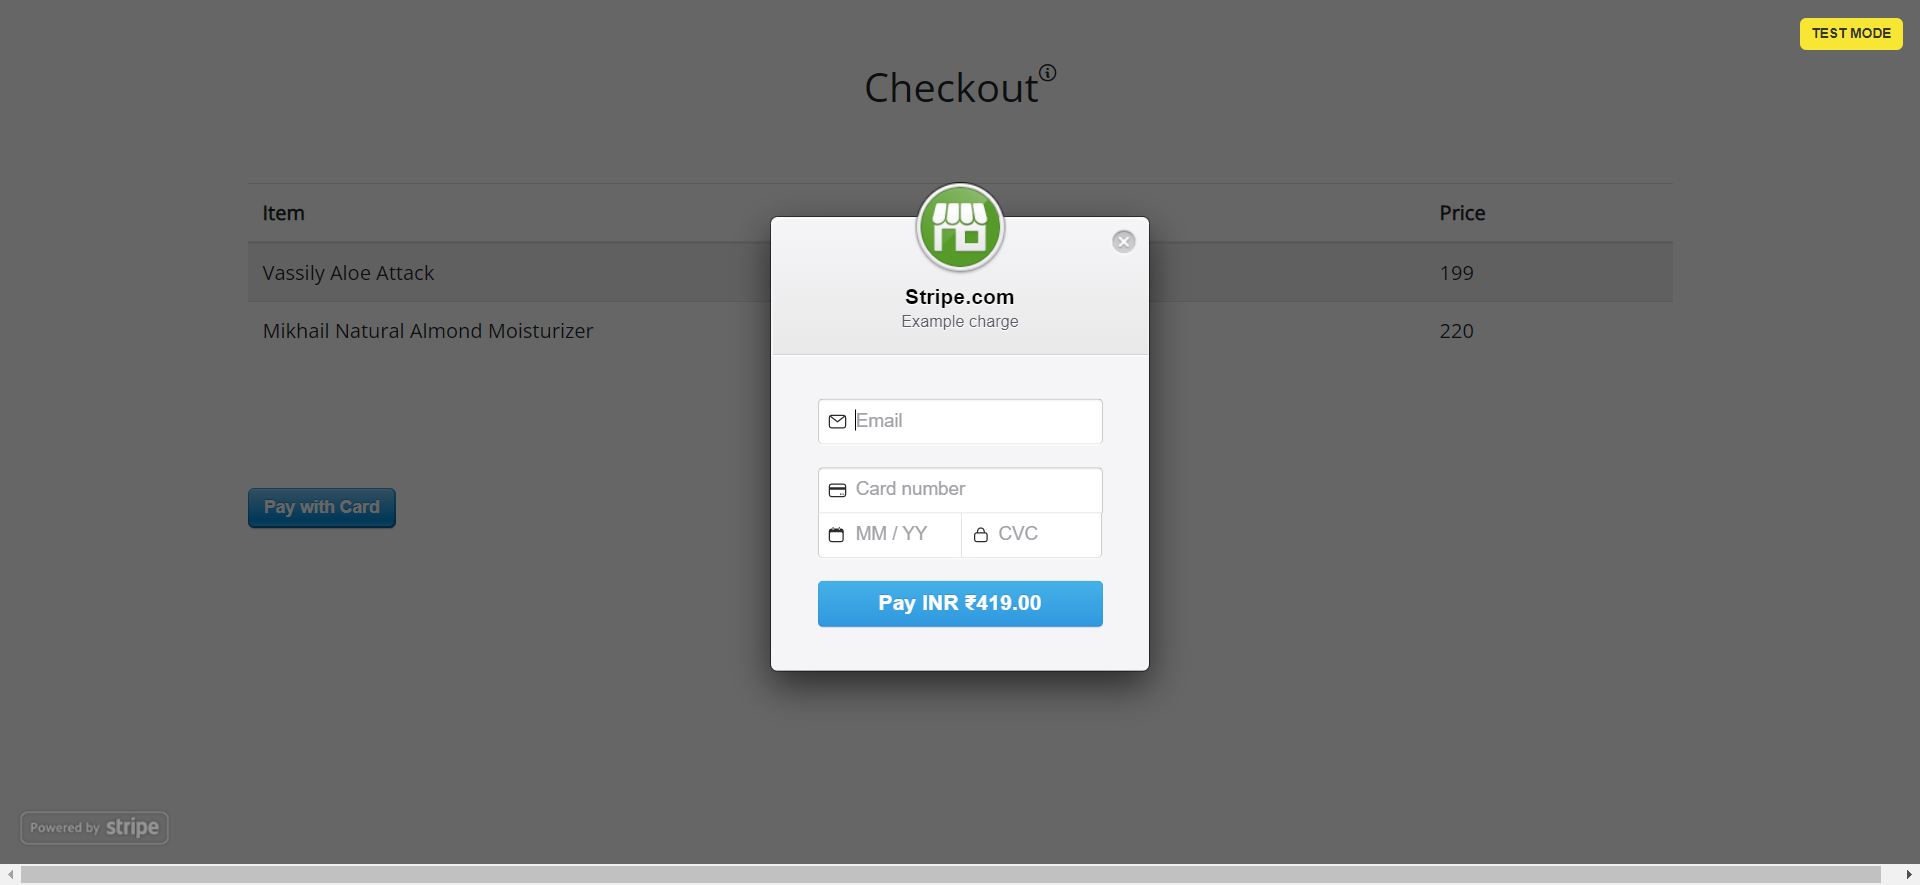 TEST MODE
Checkout
Item Price
Vassily Aloe Attack 199
Mikhail Natural Almond Moisturizer 220
Pay with Card
Stripe.com
Example charge
Email
Card number
MM / YY CVC
Pay INR ₹419.00
Powered by stripe